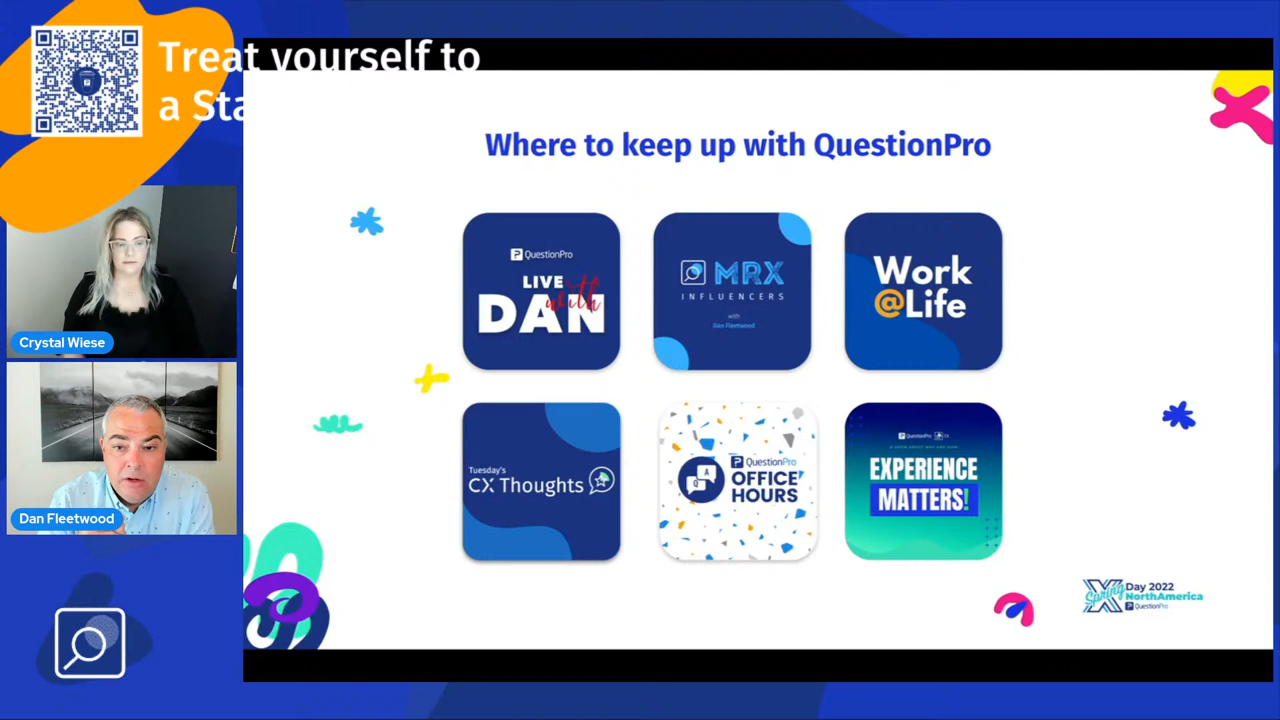 Treat yourself to
a Sta
Where to keep up with QuestionPro
QuestionPro
LIVE with
DAN
MRX
INFLUENCERS
with
Dan Fleetwood
Work
@Life
Crystal Wiese
Tuesday's
CX Thoughts
Q A
QuestionPro
OFFICE
HOURS
QuestionPro CX
EXPERIENCE
MATTERS!
Dan Fleetwood
X Day 2022
Spring NorthAmerica
QuestionPro